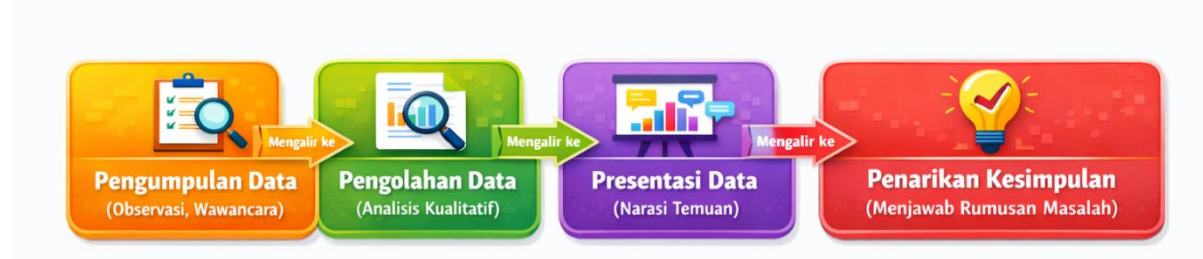 Mengalir ke
Mengalir ke
Mengalir ke
Pengumpulan Data
(Observasi, Wawancara)
Pengolahan Data
(Analisis Kualitatif)
Presentasi Data
(Narasi Temuan)
Penarikan Kesimpulan
(Menjawab Rumusan Masalah)